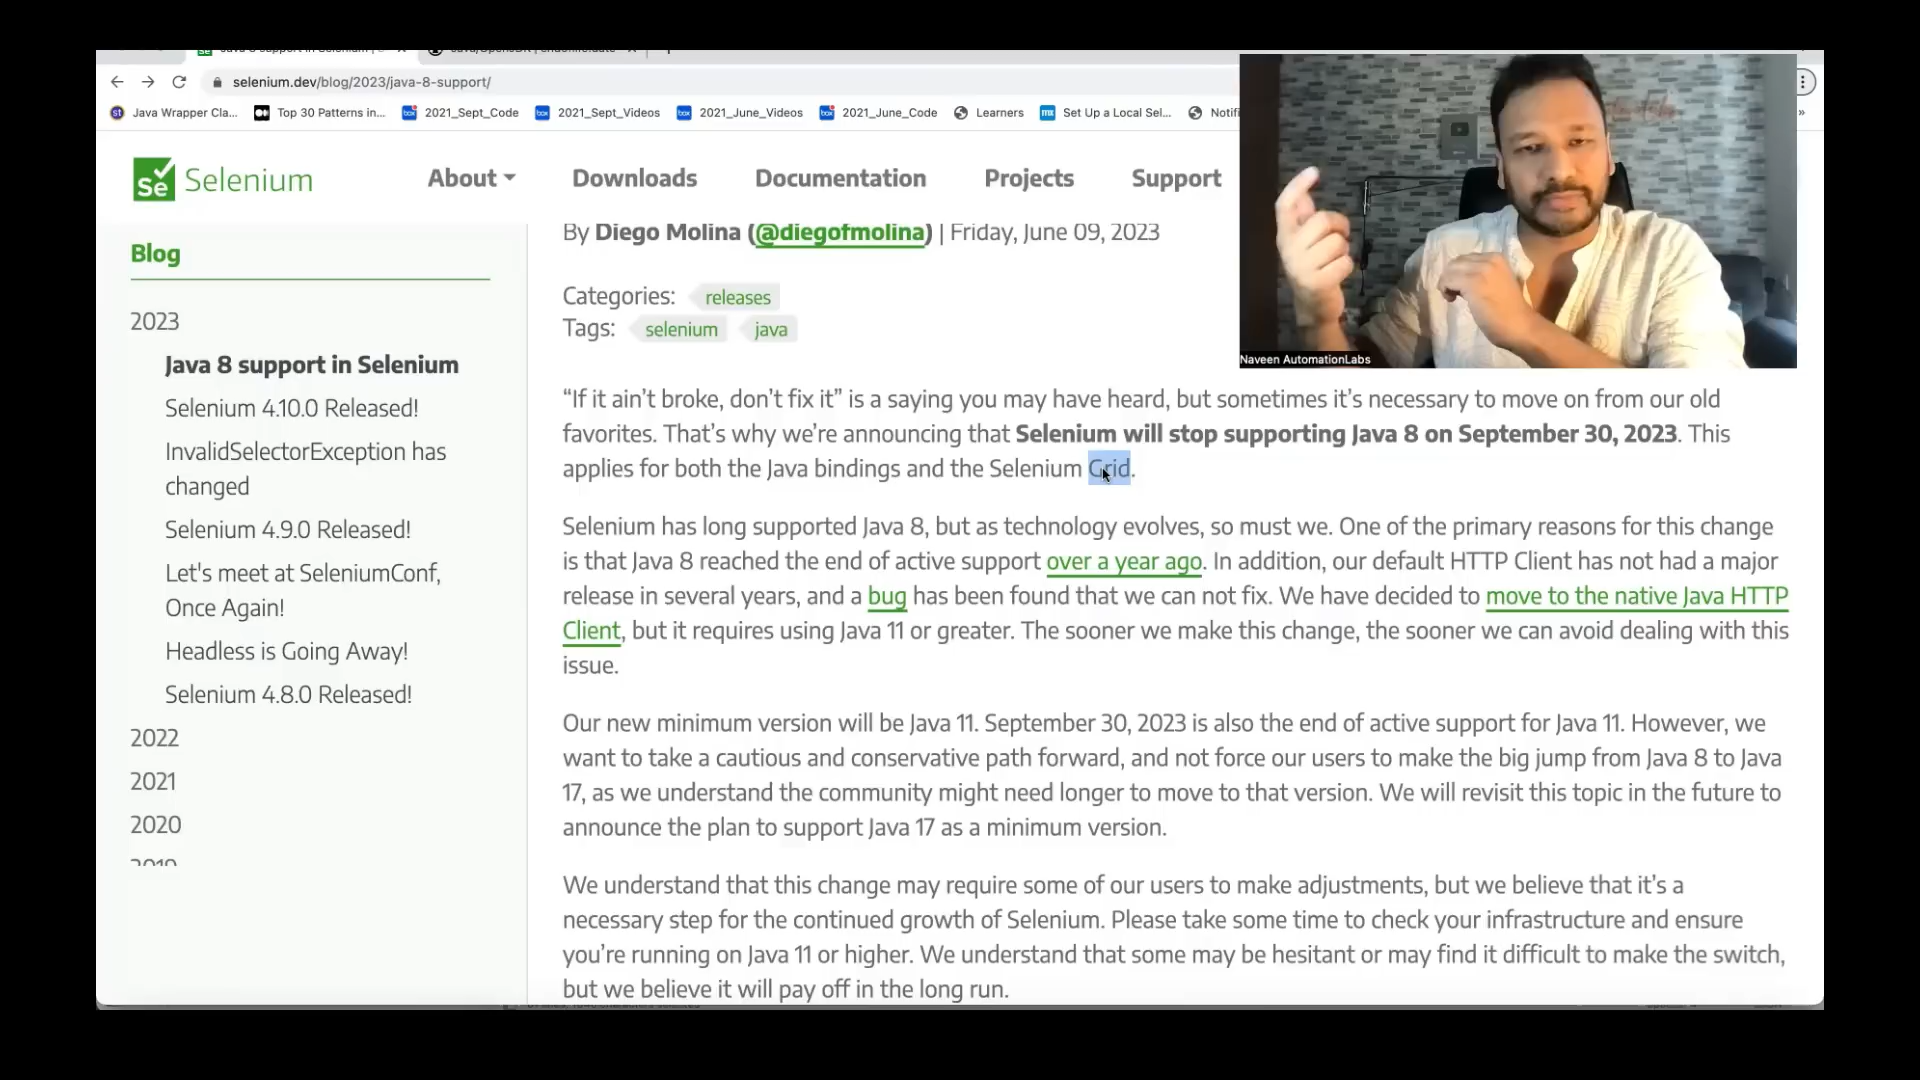 selenium.dev/blog/2023/java-8-support/
Java Wrapper Cla...
Top 30 Patterns in...
2021_Sept_Code
2021_Sept_Videos
2021_June_Videos
2021_June_Code
Learners
Set Up a Local Sel...
Notifi
»
Se Selenium
About
Downloads
Documentation
Projects
Support
Naveen AutomationLabs
Blog
2023
Java 8 support in Selenium
Selenium 4.10.0 Released!
InvalidSelectorException has
changed
Selenium 4.9.0 Released!
Let's meet at SeleniumConf,
Once Again!
Headless is Going Away!
Selenium 4.8.0 Released!
2022
2021
2020
2019
By Diego Molina (@diegofmolina) | Friday, June 09, 2023
Categories: releases
Tags: selenium java
“If it ain’t broke, don’t fix it” is a saying you may have heard, but sometimes it’s necessary to move on from our old
favorites. That’s why we’re announcing that Selenium will stop supporting Java 8 on September 30, 2023. This
applies for both the Java bindings and the Selenium Grid.
Selenium has long supported Java 8, but as technology evolves, so must we. One of the primary reasons for this change
is that Java 8 reached the end of active support over a year ago. In addition, our default HTTP Client has not had a major
release in several years, and a bug has been found that we can not fix. We have decided to move to the native Java HTTP
Client, but it requires using Java 11 or greater. The sooner we make this change, the sooner we can avoid dealing with this
issue.
Our new minimum version will be Java 11. September 30, 2023 is also the end of active support for Java 11. However, we
want to take a cautious and conservative path forward, and not force our users to make the big jump from Java 8 to Java
17, as we understand the community might need longer to move to that version. We will revisit this topic in the future to
announce the plan to support Java 17 as a minimum version.
We understand that this change may require some of our users to make adjustments, but we believe that it’s a
necessary step for the continued growth of Selenium. Please take some time to check your infrastructure and ensure
you’re running on Java 11 or higher. We understand that some may be hesitant or may find it difficult to make the switch,
but we believe it will pay off in the long run.